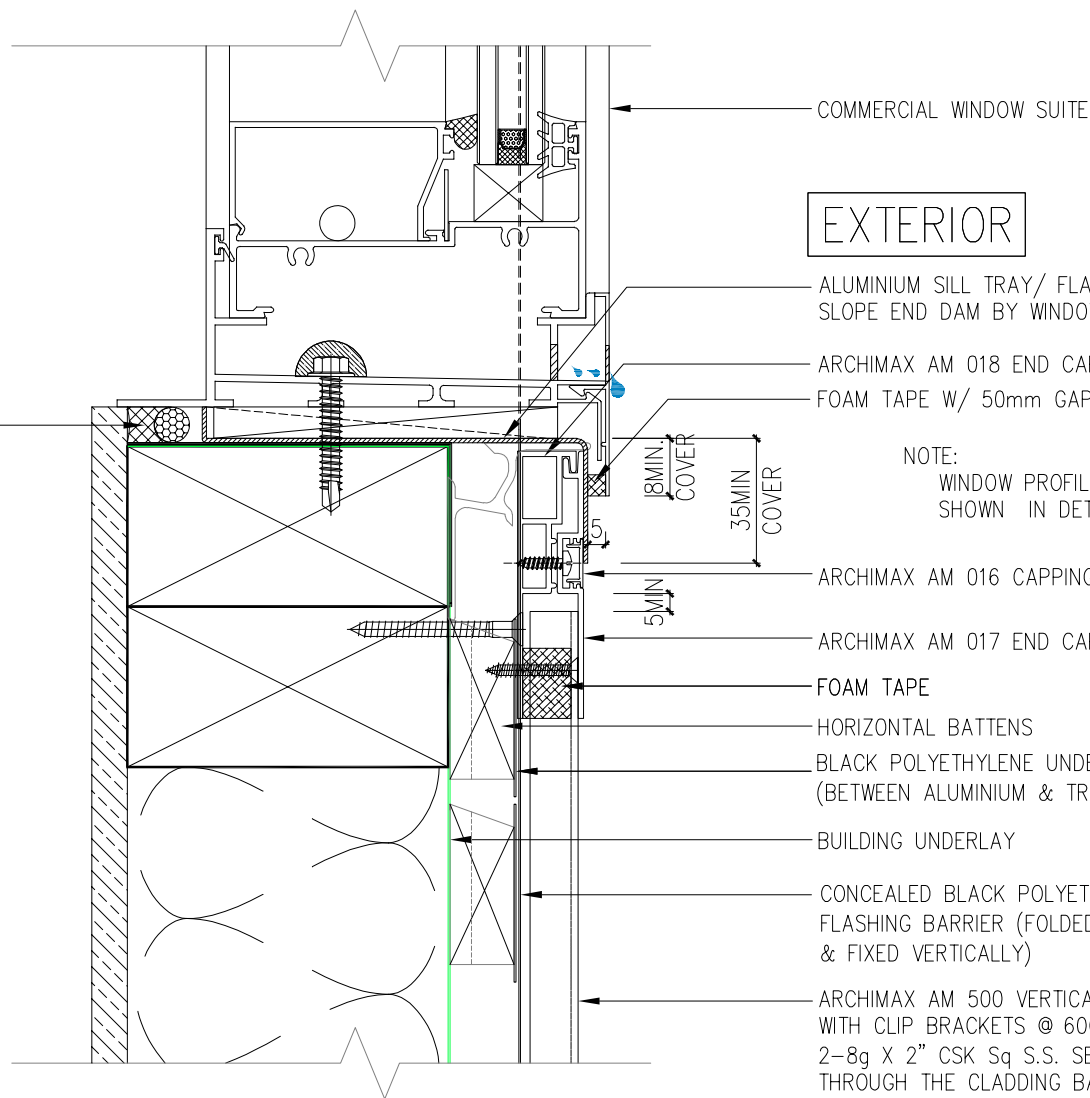 COMMERCIAL WINDOW SUITE
EXTERIOR
ALUMINIUM SILL TRAY/ FLA
SLOPE END DAM BY WINDO
ARCHIMAX AM 018 END CA
FOAM TAPE W/ 50mm GAP
8MIN.
COVER
35MIN
COVER
NOTE:
WINDOW PROFIL
SHOWN IN DET
5
ARCHIMAX AM 016 CAPPING
5MIN
ARCHIMAX AM 017 END CA
FOAM TAPE
HORIZONTAL BATTENS
BLACK POLYETHYLENE UNDE
(BETWEEN ALUMINIUM & TR
BUILDING UNDERLAY
CONCEALED BLACK POLYET
FLASHING BARRIER (FOLDED
& FIXED VERTICALLY)
ARCHIMAX AM 500 VERTICA
WITH CLIP BRACKETS @ 60
2-8g X 2" CSK Sq S.S. SE
THROUGH THE CLADDING BA